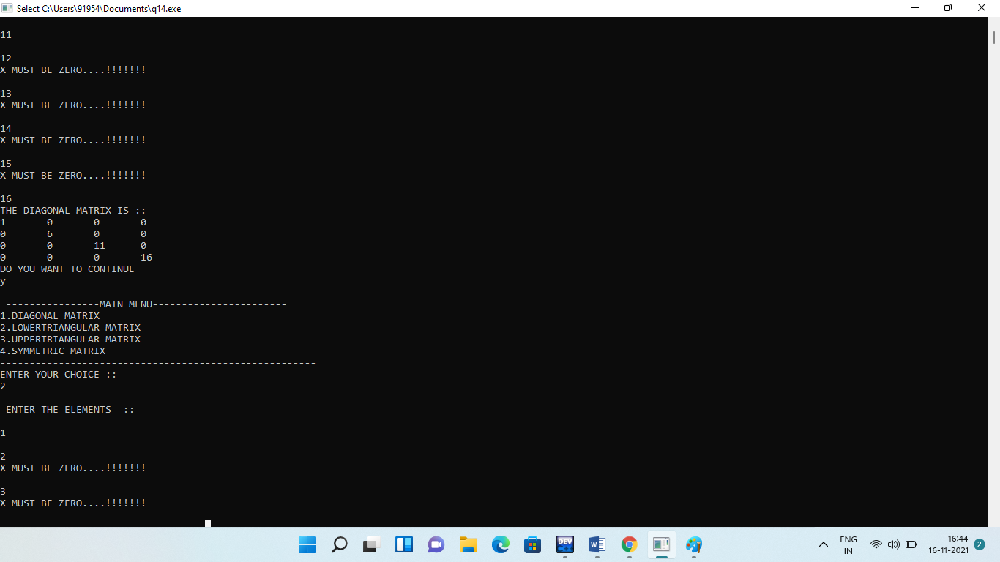 Select C:\Users\91954\Documents\q14.exe
11
12
X MUST BE ZERO....!!!!!!!
13
X MUST BE ZERO....!!!!!!!
14
X MUST BE ZERO....!!!!!!!
15
X MUST BE ZERO....!!!!!!!
16
THE DIAGONAL MATRIX IS ::
1 0 0 0
0 6 0 0
0 0 11 0
0 0 0 16
DO YOU WANT TO CONTINUE
y
----------------MAIN MENU-----------------------
1.DIAGONAL MATRIX
2.LOWERTRIANGULAR MATRIX
3.UPPERTRIANGULAR MATRIX
4.SYMMETRIC MATRIX
------------------------------------------------------
ENTER YOUR CHOICE ::
2
ENTER THE ELEMENTS  ::
1
2
X MUST BE ZERO....!!!!!!!
3
X MUST BE ZERO....!!!!!!!
DEV
W
ENG
IN
16:44
16-11-2021
2